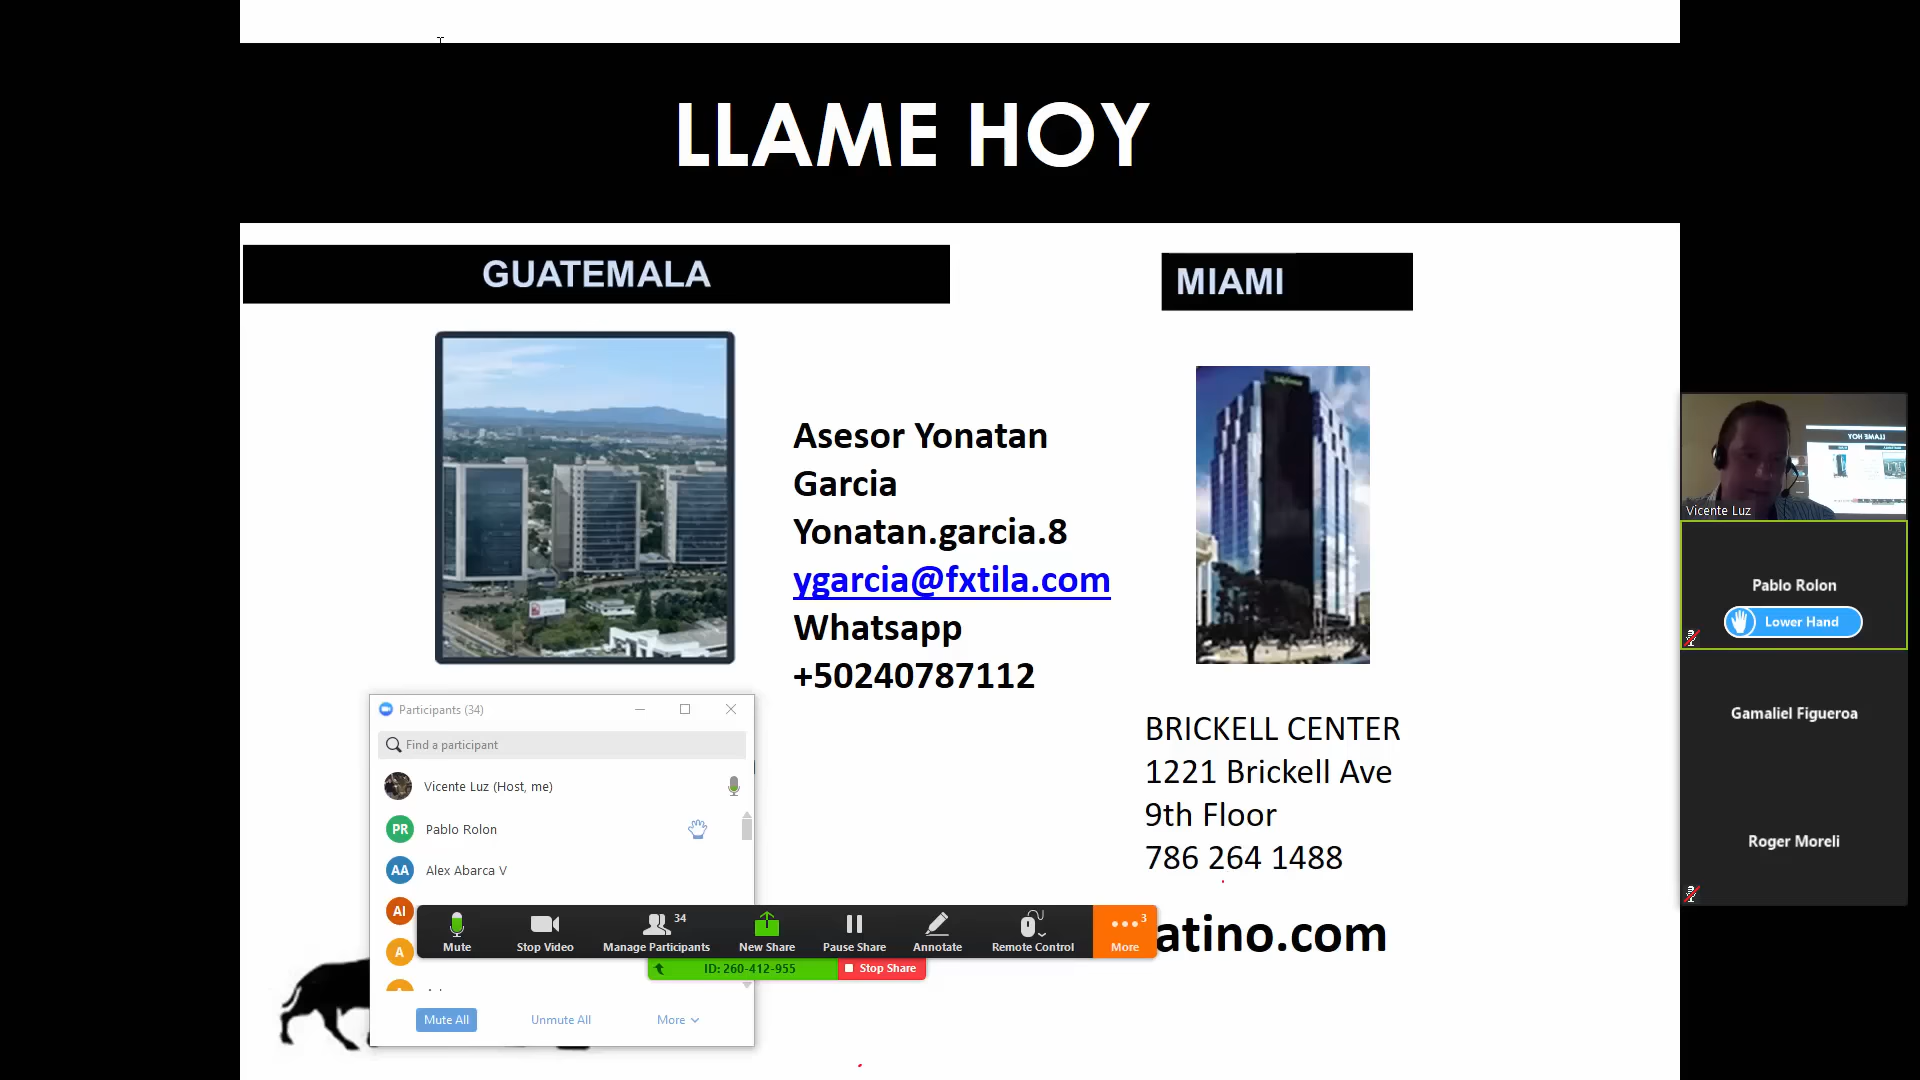 LLAME HOY
GUATEMALA
MIAMI
Asesor Yonatan
Garcia
Yonatan.garcia.8
ygarcia@fxtila.com
Whatsapp
+50240787112
BRICKELL CENTER
1221 Brickell Ave
9th Floor
786 264 1488
atino.com
Participants (34)
Find a participant
Vicente Luz (Host, me)
PR Pablo Rolon
AA Alex Abarca V
AI
A
Mute All
Unmute All
More
Mute
Stop Video
34
Manage Participants
New Share
Pause Share
Annotate
Remote Control
3
More
ID: 260-412-955
Stop Share
LLAME HOY
Vicente Luz
Pablo Rolon
Lower Hand
Gamaliel Figueroa
Roger Moreli